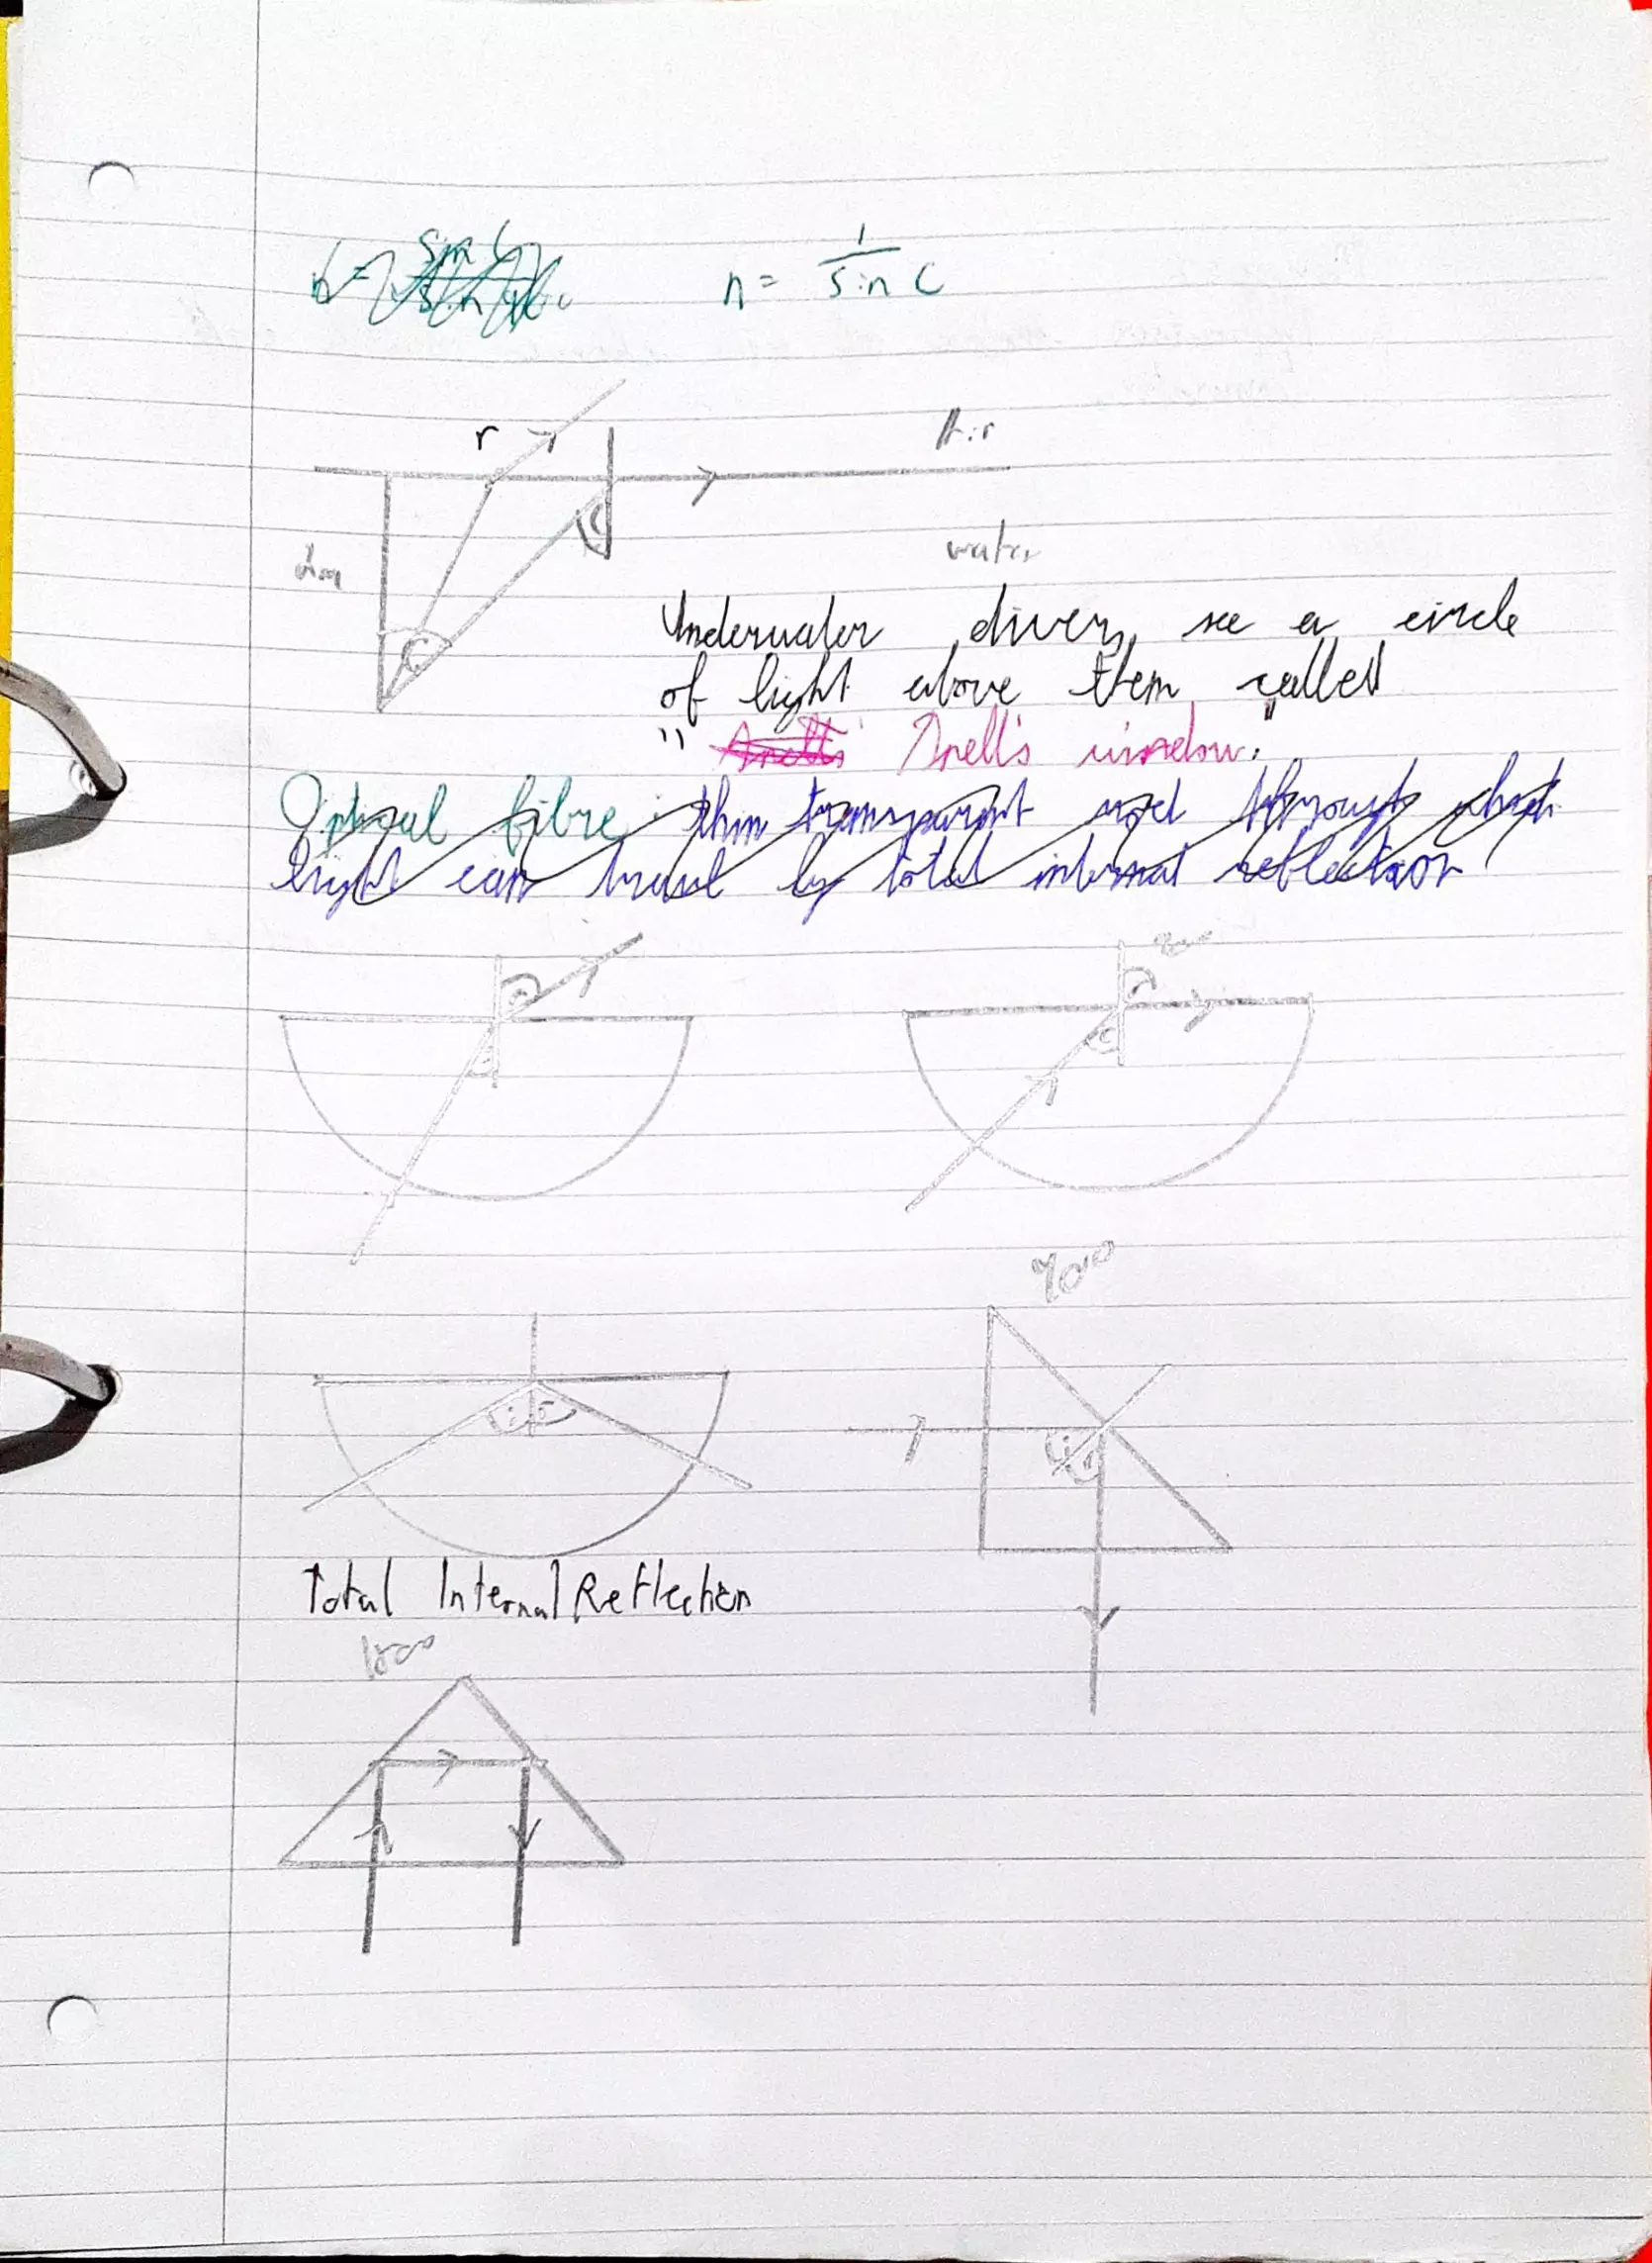 n = 1 / sin C
r
Air
water
C
C
Underwater divers see a circle
of light above them called
" Snell's Snell's window."
Optical fibre: thin transparent rod through which
light can travel by total internal reflection
C
i r
i r
Total Internal Reflection